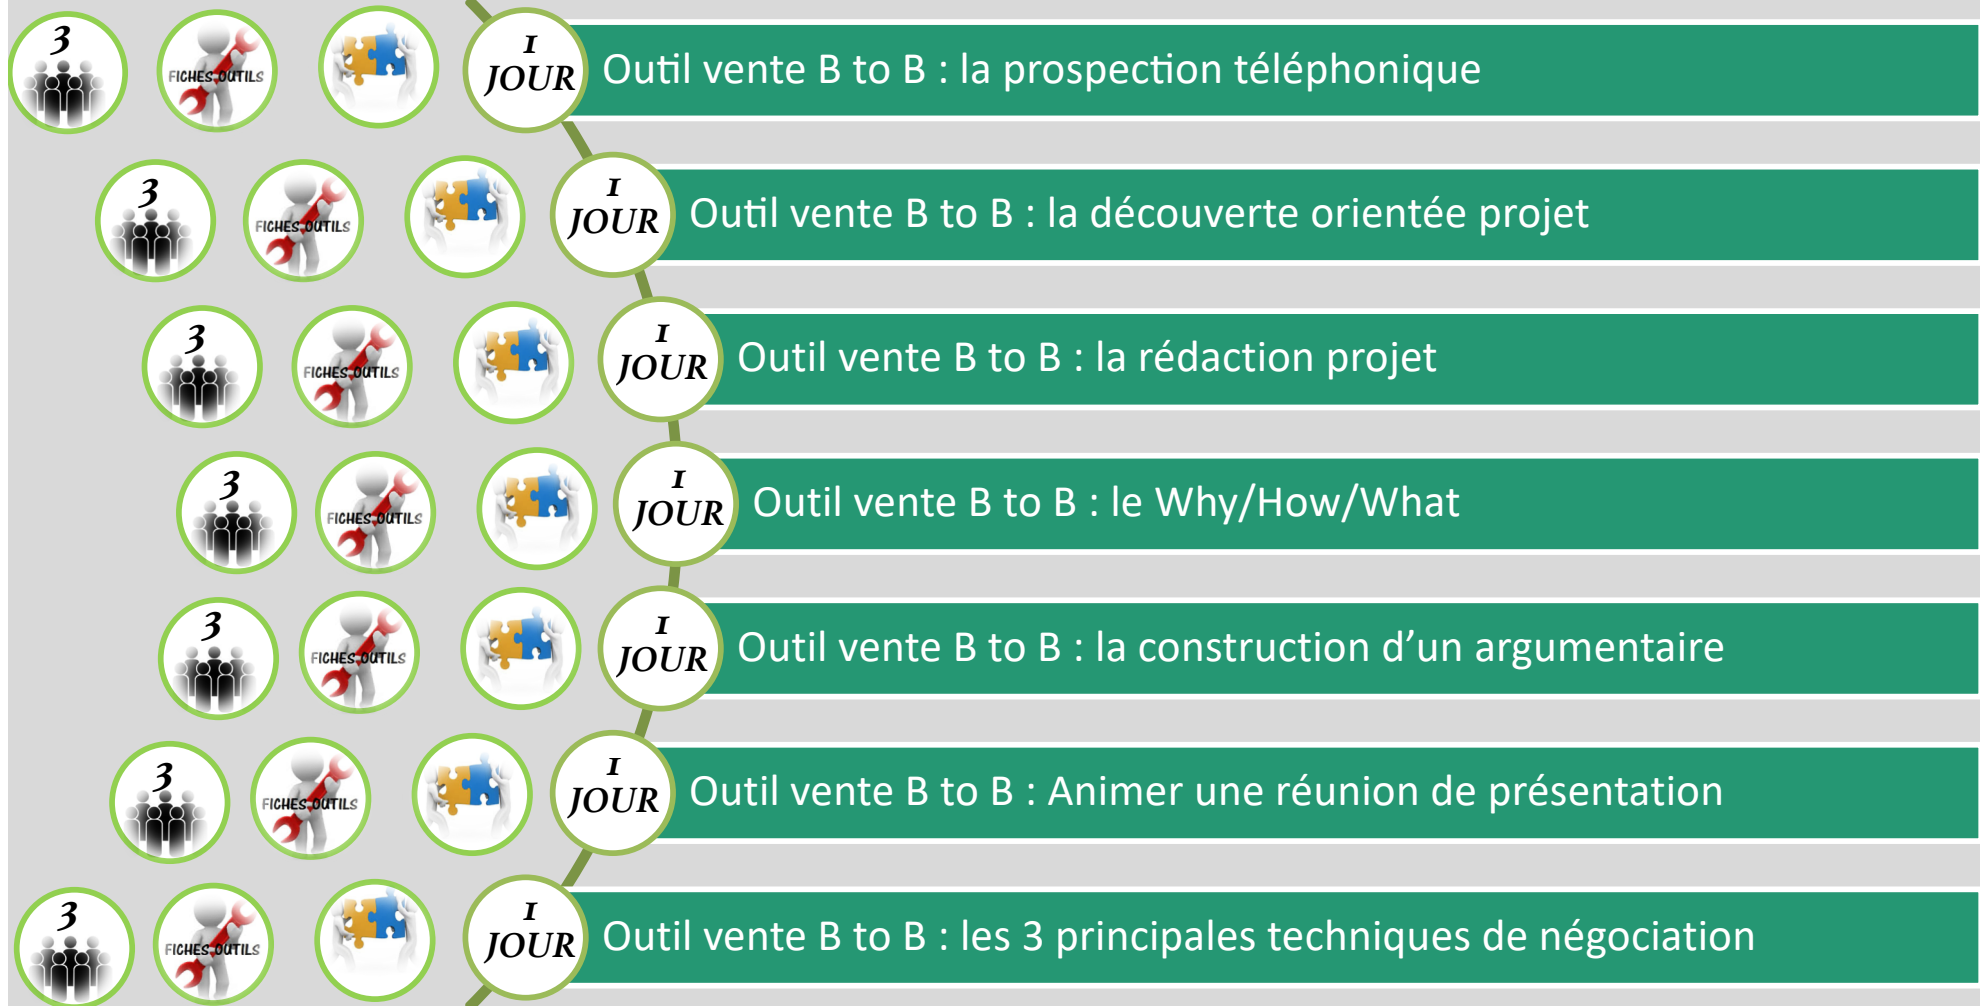 3
FICHES OUTILS
1
JOUR
Outil vente B to B : la prospection téléphonique
3
FICHES OUTILS
1
JOUR
Outil vente B to B : la découverte orientée projet
3
FICHES OUTILS
1
JOUR
Outil vente B to B : la rédaction projet
3
FICHES OUTILS
1
JOUR
Outil vente B to B : le Why/How/What
3
FICHES OUTILS
1
JOUR
Outil vente B to B : la construction d’un argumentaire
3
FICHES OUTILS
1
JOUR
Outil vente B to B : Animer une réunion de présentation
3
FICHES OUTILS
1
JOUR
Outil vente B to B : les 3 principales techniques de négociation